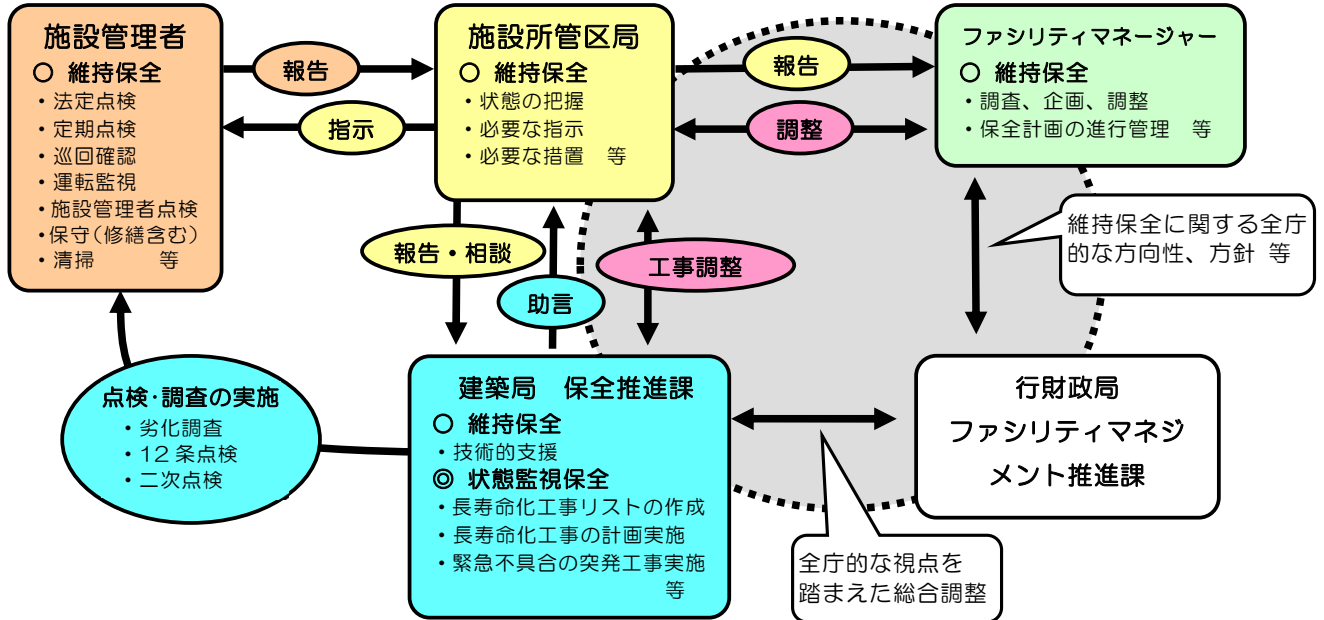 施設管理者
○ 維持保全
・法定点検
・定期点検
・巡回確認
・運転監視
・施設管理者点検
・保守(修繕含む)
・清掃　　　等
報告
指示
施設所管区局
○ 維持保全
・状態の把握
・必要な指示
・必要な措置　等
報告
調整
ファシリティマネージャー
○ 維持保全
・調査、企画、調整
・保全計画の進行管理　等
維持保全に関する全庁
的な方向性、方針 等
報告・相談
助言
工事調整
点検・調査の実施
・劣化調査
・12 条点検
・二次点検
建築局　保全推進課
○ 維持保全
・技術的支援
◎ 状態監視保全
・長寿命化工事リストの作成
・長寿命化工事の計画実施
・緊急不具合の突発工事実施
等
行財政局
ファシリティマネジ
メント推進課
全庁的な視点を
踏まえた総合調整